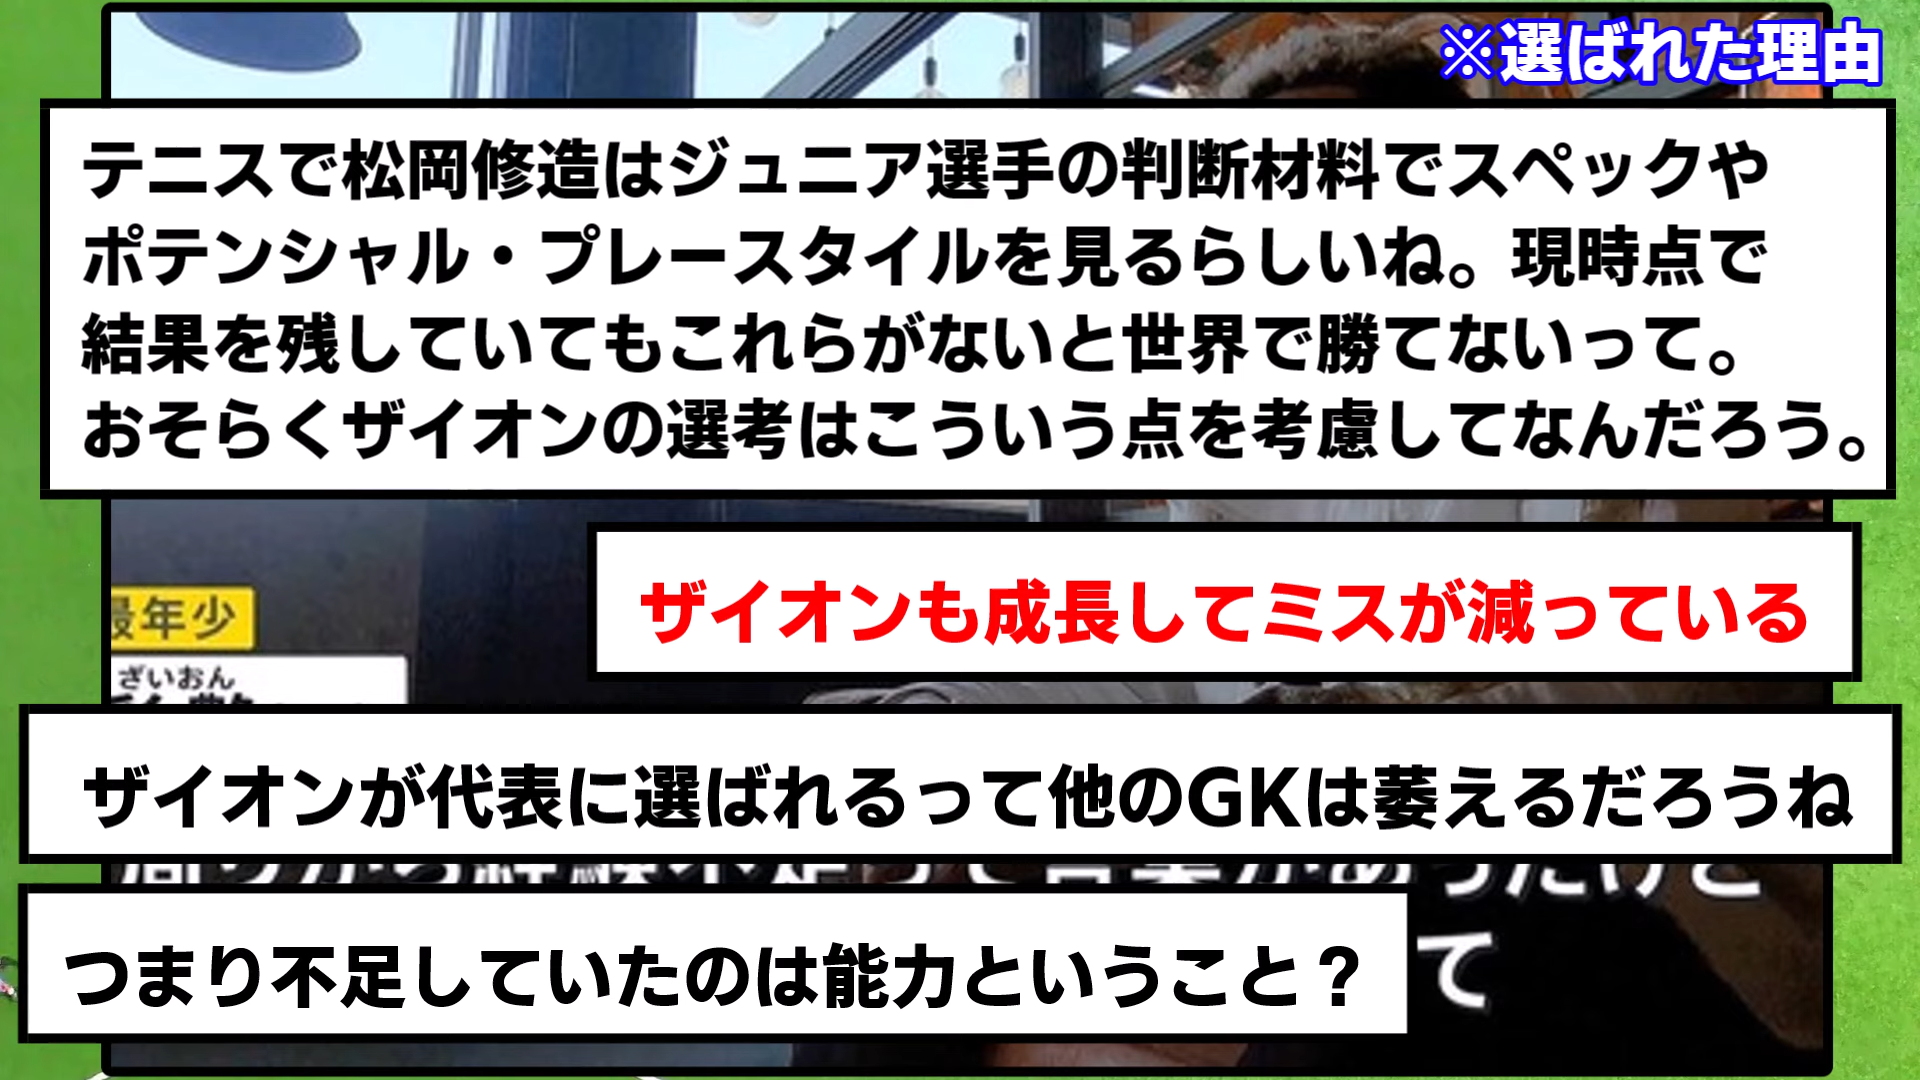 ※選ばれた理由
テニスで松岡修造はジュニア選手の判断材料でスペックや
ポテンシャル・プレースタイルを見るらしいね。現時点で
結果を残していてもこれらがないと世界で勝てないって。
おそらくザイオンの選考はこういう点を考慮してなんだろう。
ザイオンも成長してミスが減っている
最年少
ざいおん
ザイオンが代表に選ばれるって他のGKは萎えるだろうね
つまり不足していたのは能力ということ？
て